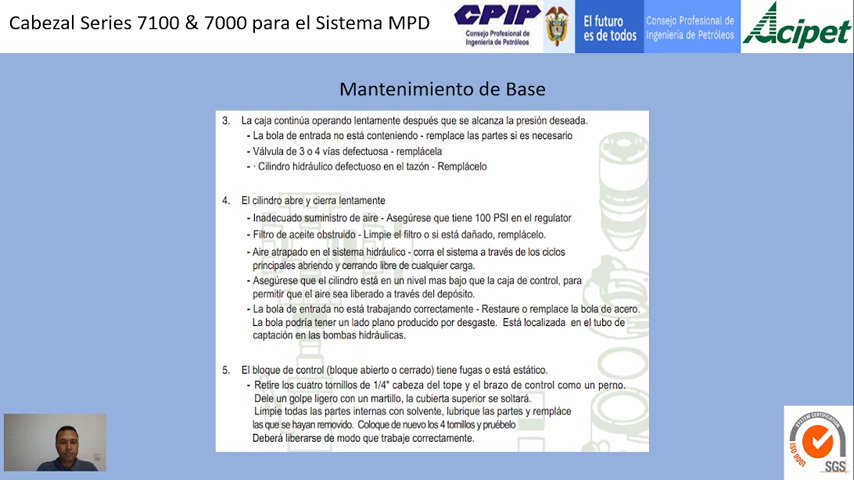 Cabezal Series 7100 & 7000 para el Sistema MPD
CPIP
Consejo Profesional de
Ingeniería de Petróleos
El futuro
es de todos
Consejo Profesional de
Ingeniería de Petróleos
Acipet
Mantenimiento de Base
3. La caja continúa operando lentamente después que se alcanza la presión deseada.
- La bola de entrada no está conteniendo - remplace las partes si es necesario
- Válvula de 3 o 4 vías defectuosa - remplácela
- · Cilindro hidráulico defectuoso en el tazón - Remplácelo
4. El cilindro abre y cierra lentamente
- Inadecuado suministro de aire - Asegúrese que tiene 100 PSI en el regulator
- Filtro de aceite obstruido - Limpie el filtro o si está dañado, remplácelo.
- Aire atrapado en el sistema hidráulico - corra el sistema a través de los ciclos
principales abriendo y cerrando libre de cualquier carga.
- Asegúrese que el cilindro está en un nivel mas bajo que la caja de control, para
permitir que el aire sea liberado a través del depósito.
- La bola de entrada no está trabajando correctamente - Restaure o remplace la bola de acero.
La bola podría tener un lado plano producido por desgaste. Está localizada en el tubo de
captación en las bombas hidráulicas.
5. El bloque de control (bloque abierto o cerrado) tiene fugas o está estático.
- Retire los cuatro tornillos de 1/4" cabeza del tope y el brazo de control como un perno.
Dele un golpe ligero con un martillo, la cubierta superior se soltará.
Limpie todas las partes internas con solvente, lubrique las partes y remplace
las que se hayan removido. Coloque de nuevo los 4 tornillos y pruébelo
Deberá liberarse de modo que trabaje correctamente.
SYSTEM CERTIFICATION
ISO 9001
SGS